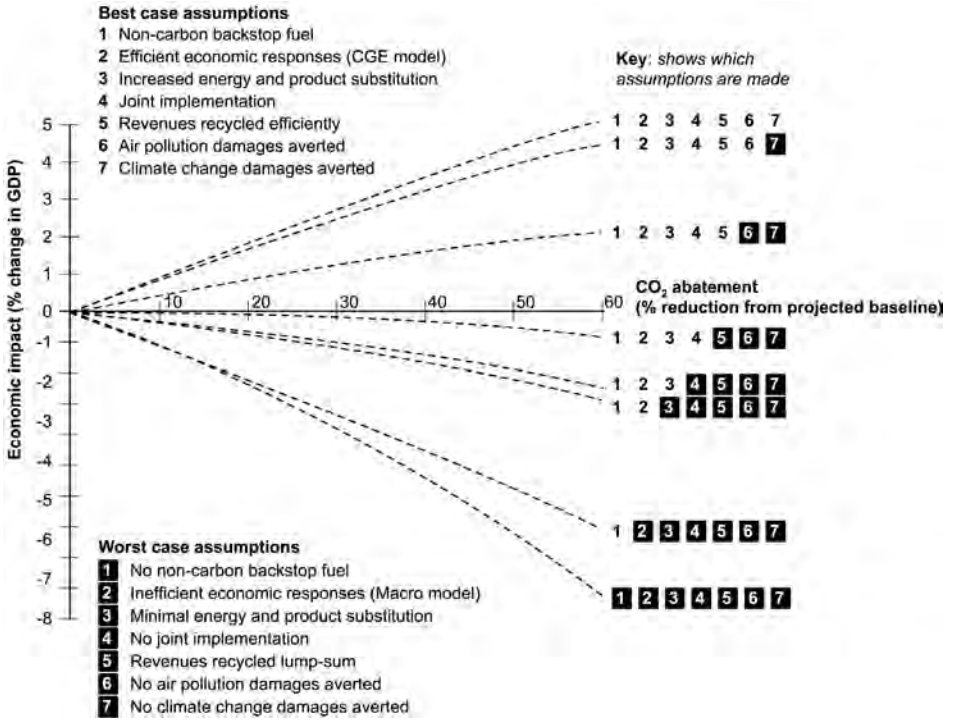 Best case assumptions
1 Non-carbon backstop fuel
2 Efficient economic responses (CGE model)
3 Increased energy and product substitution
4 Joint implementation
5 Revenues recycled efficiently
6 Air pollution damages averted
7 Climate change damages averted
Key: shows which
assumptions are made
Economic impact (% change in GDP)
5
4
3
2
1
0
-1
-2
-3
-4
-5
-6
-7
-8
10 20 30 40 50 60
CO₂ abatement
(% reduction from projected baseline)
1 2 3 4 5 6 7
1 2 3 4 5 6 7
1 2 3 4 5 6 7
1 2 3 4 5 6 7
1 2 3 4 5 6 7
1 2 3 4 5 6 7
1 2 3 4 5 6 7
1 2 3 4 5 6 7
Worst case assumptions
1 No non-carbon backstop fuel
2 Inefficient economic responses (Macro model)
3 Minimal energy and product substitution
4 No joint implementation
5 Revenues recycled lump-sum
6 No air pollution damages averted
7 No climate change damages averted